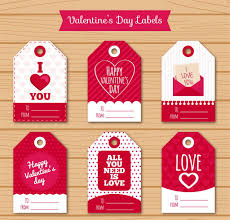 Valentine's Day Labels
I
YOU
TO:
FROM:
HAPPY
VALENTINE'S
DAY
TO:
FROM:
I LOVE
YOU
TO:
FROM:
Happy
Valentine's
day
TO:
FROM:
ALL YOU
NEED IS
LOVE
TO:
FROM:
LOVE
TO:
FROM: